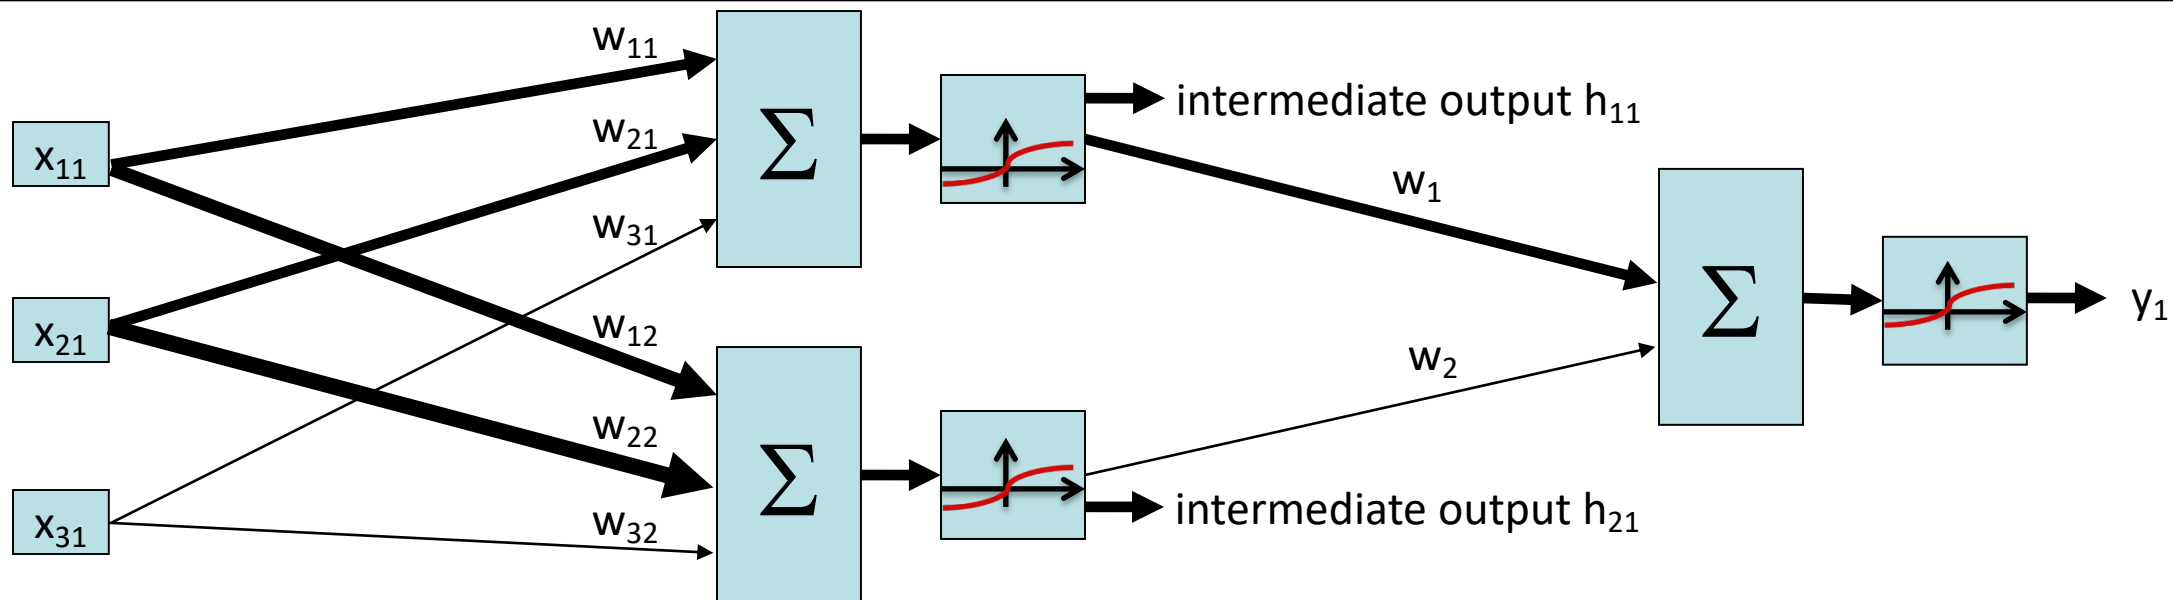 w₁₁
Σ
intermediate output h₁₁
w₂₁
x₁₁
w₁
w₃₁
Σ
y₁
x₂₁
w₁₂
w₂
w₂₂
Σ
intermediate output h₂₁
x₃₁
w₃₂